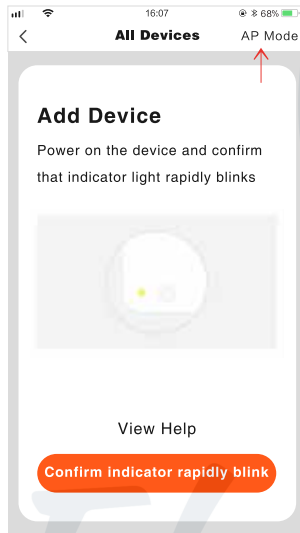 16:07
68%
All Devices
AP Mode
Add Device
Power on the device and confirm
that indicator light rapidly blinks
View Help
Confirm indicator rapidly blink